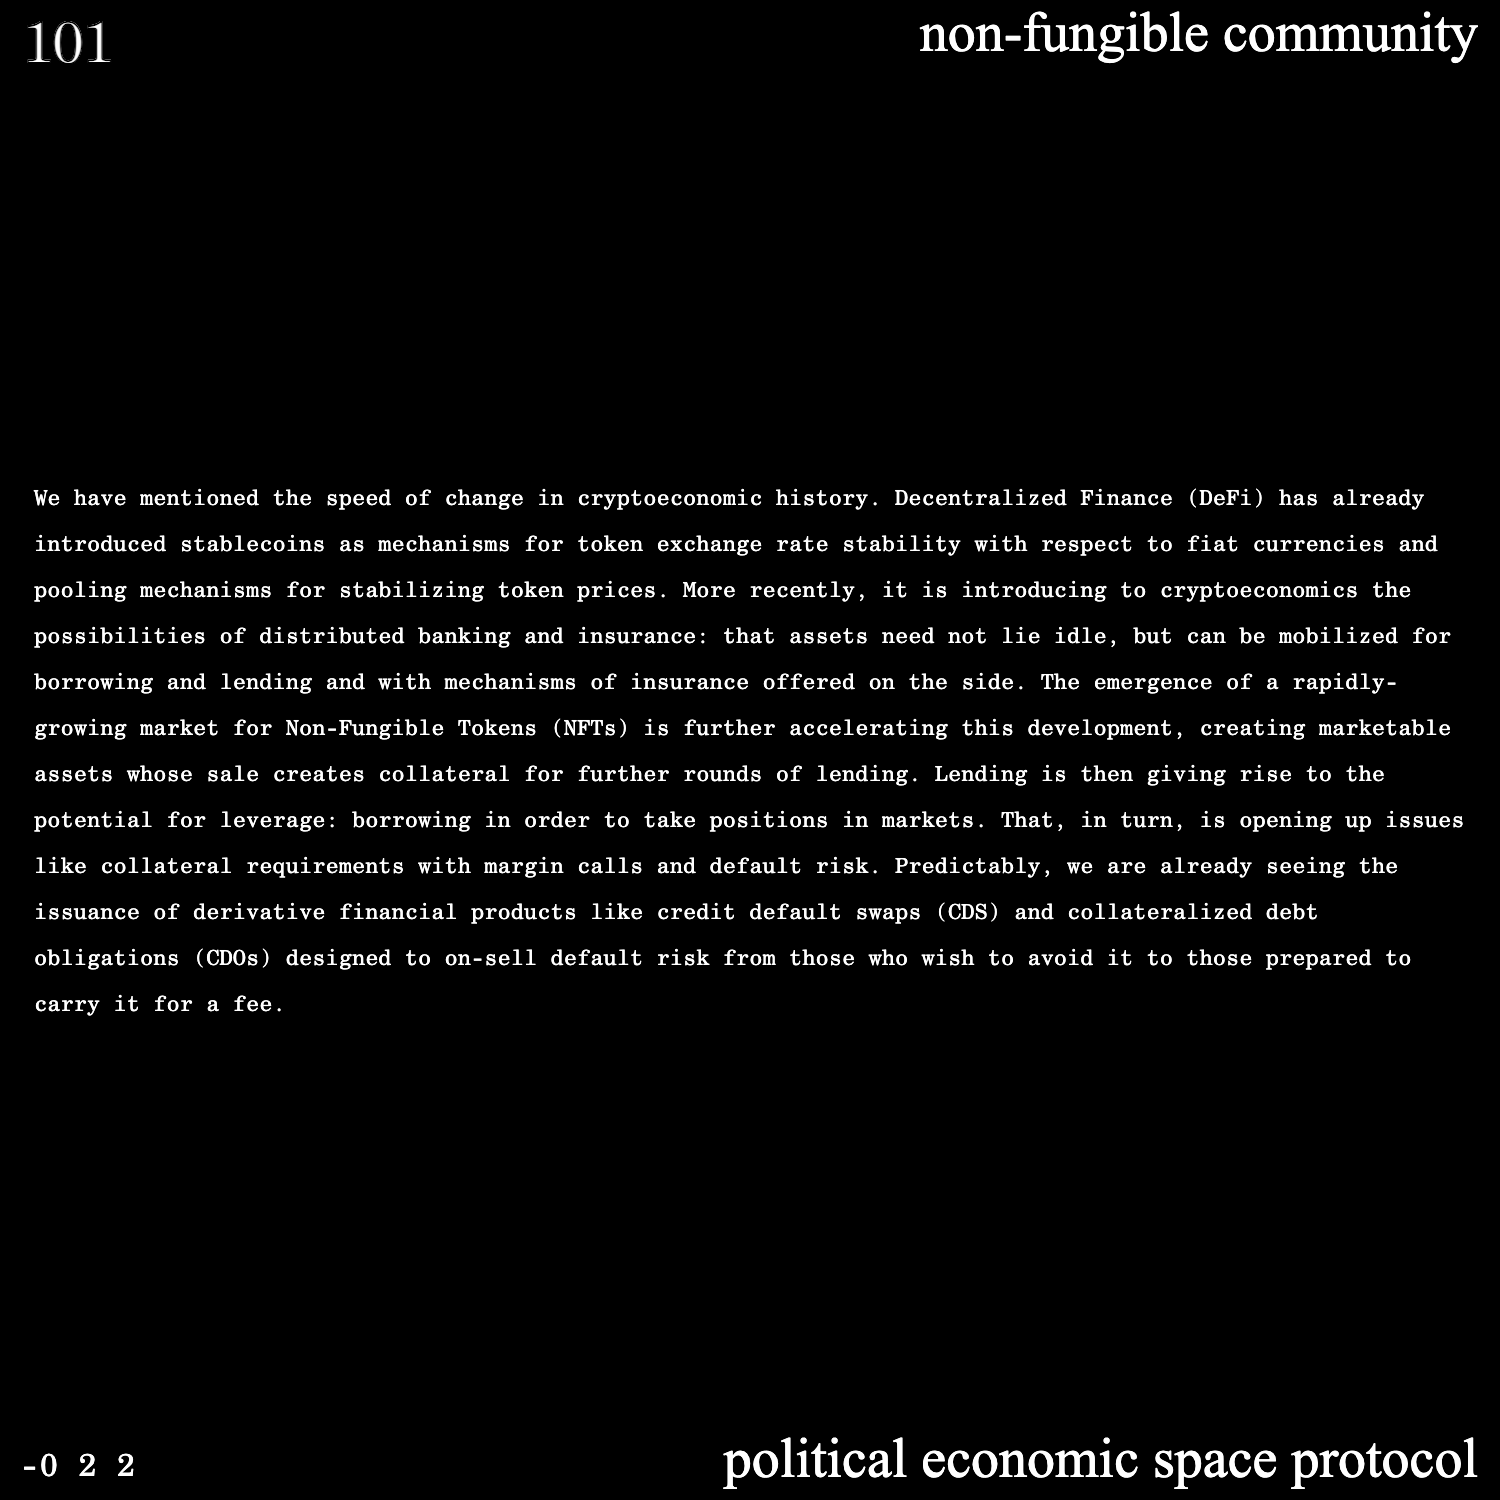 101
non-fungible community
We have mentioned the speed of change in cryptoeconomic history. Decentralized Finance (DeFi) has already
introduced stablecoins as mechanisms for token exchange rate stability with respect to fiat currencies and
pooling mechanisms for stabilizing token prices. More recently, it is introducing to cryptoeconomics the
possibilities of distributed banking and insurance: that assets need not lie idle, but can be mobilized for
borrowing and lending and with mechanisms of insurance offered on the side. The emergence of a rapidly-
growing market for Non-Fungible Tokens (NFTs) is further accelerating this development, creating marketable
assets whose sale creates collateral for further rounds of lending. Lending is then giving rise to the
potential for leverage: borrowing in order to take positions in markets. That, in turn, is opening up issues
like collateral requirements with margin calls and default risk. Predictably, we are already seeing the
issuance of derivative financial products like credit default swaps (CDS) and collateralized debt
obligations (CDOs) designed to on-sell default risk from those who wish to avoid it to those prepared to
carry it for a fee.
-0 2 2
political economic space protocol